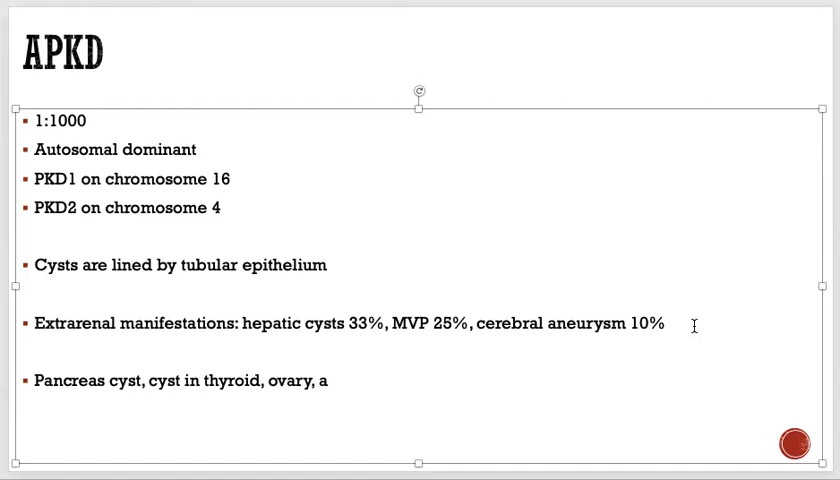 APKD
1:1000
Autosomal dominant
PKD1 on chromosome 16
PKD2 on chromosome 4
Cysts are lined by tubular epithelium
Extrarenal manifestations: hepatic cysts 33%, MVP 25%, cerebral aneurysm 10%
Pancreas cyst, cyst in thyroid, ovary, a